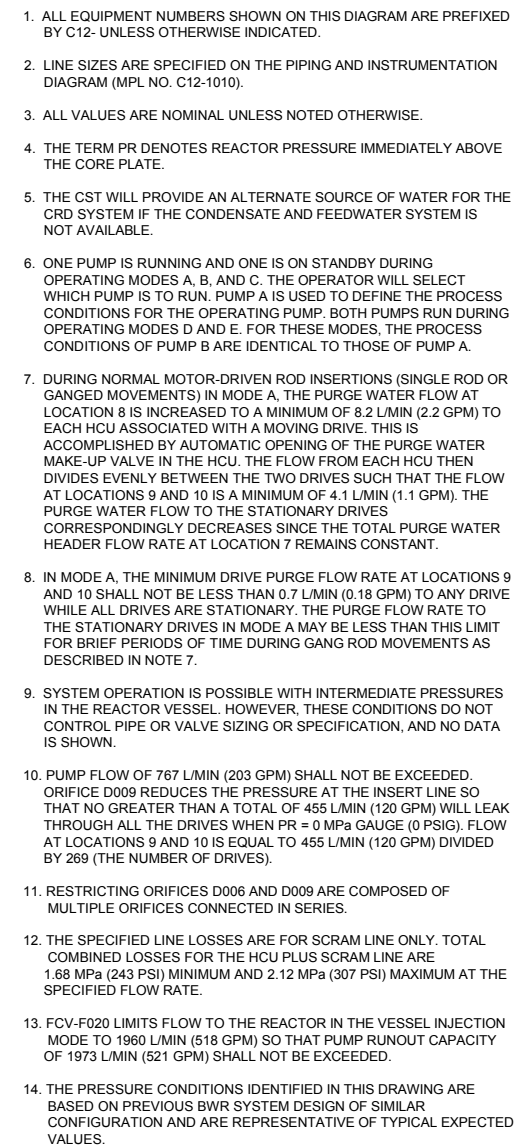 1. ALL EQUIPMENT NUMBERS SHOWN ON THIS DIAGRAM ARE PREFIXED
BY C12- UNLESS OTHERWISE INDICATED.
2. LINE SIZES ARE SPECIFIED ON THE PIPING AND INSTRUMENTATION
DIAGRAM (MPL NO. C12-1010).
3. ALL VALUES ARE NOMINAL UNLESS NOTED OTHERWISE.
4. THE TERM PR DENOTES REACTOR PRESSURE IMMEDIATELY ABOVE
THE CORE PLATE.
5. THE CST WILL PROVIDE AN ALTERNATE SOURCE OF WATER FOR THE
CRD SYSTEM IF THE CONDENSATE AND FEEDWATER SYSTEM IS
NOT AVAILABLE.
6. ONE PUMP IS RUNNING AND ONE IS ON STANDBY DURING
OPERATING MODES A, B, AND C. THE OPERATOR WILL SELECT
WHICH PUMP IS TO RUN. PUMP A IS USED TO DEFINE THE PROCESS
CONDITIONS FOR THE OPERATING PUMP. BOTH PUMPS RUN DURING
OPERATING MODES D AND E. FOR THESE MODES, THE PROCESS
CONDITIONS OF PUMP B ARE IDENTICAL TO THOSE OF PUMP A.
7. DURING NORMAL MOTOR-DRIVEN ROD INSERTIONS (SINGLE ROD OR
GANGED MOVEMENTS) IN MODE A, THE PURGE WATER FLOW AT
LOCATION 8 IS INCREASED TO A MINIMUM OF 8.2 L/MIN (2.2 GPM) TO
EACH HCU ASSOCIATED WITH A MOVING DRIVE. THIS IS
ACCOMPLISHED BY AUTOMATIC OPENING OF THE PURGE WATER
MAKE-UP VALVE IN THE HCU. THE FLOW FROM EACH HCU THEN
DIVIDES EVENLY BETWEEN THE TWO DRIVES SUCH THAT THE FLOW
AT LOCATIONS 9 AND 10 IS A MINIMUM OF 4.1 L/MIN (1.1 GPM). THE
PURGE WATER FLOW TO THE STATIONARY DRIVES
CORRESPONDINGLY DECREASES SINCE THE TOTAL PURGE WATER
HEADER FLOW RATE AT LOCATION 7 REMAINS CONSTANT.
8. IN MODE A, THE MINIMUM DRIVE PURGE FLOW RATE AT LOCATIONS 9
AND 10 SHALL NOT BE LESS THAN 0.7 L/MIN (0.18 GPM) TO ANY DRIVE
WHILE ALL DRIVES ARE STATIONARY. THE PURGE FLOW RATE TO
THE STATIONARY DRIVES IN MODE A MAY BE LESS THAN THIS LIMIT
FOR BRIEF PERIODS OF TIME DURING GANG ROD MOVEMENTS AS
DESCRIBED IN NOTE 7.
9. SYSTEM OPERATION IS POSSIBLE WITH INTERMEDIATE PRESSURES
IN THE REACTOR VESSEL. HOWEVER, THESE CONDITIONS DO NOT
CONTROL PIPE OR VALVE SIZING OR SPECIFICATION, AND NO DATA
IS SHOWN.
10. PUMP FLOW OF 767 L/MIN (203 GPM) SHALL NOT BE EXCEEDED.
ORIFICE D009 REDUCES THE PRESSURE AT THE INSERT LINE SO
THAT NO GREATER THAN A TOTAL OF 455 L/MIN (120 GPM) WILL LEAK
THROUGH ALL THE DRIVES WHEN PR = 0 MPa GAUGE (0 PSIG). FLOW
AT LOCATIONS 9 AND 10 IS EQUAL TO 455 L/MIN (120 GPM) DIVIDED
BY 269 (THE NUMBER OF DRIVES).
11. RESTRICTING ORIFICES D006 AND D009 ARE COMPOSED OF
MULTIPLE ORIFICES CONNECTED IN SERIES.
12. THE SPECIFIED LINE LOSSES ARE FOR SCRAM LINE ONLY. TOTAL
COMBINED LOSSES FOR THE HCU PLUS SCRAM LINE ARE
1.68 MPa (243 PSI) MINIMUM AND 2.12 MPa (307 PSI) MAXIMUM AT THE
SPECIFIED FLOW RATE.
13. FCV-F020 LIMITS FLOW TO THE REACTOR IN THE VESSEL INJECTION
MODE TO 1960 L/MIN (518 GPM) SO THAT PUMP RUNOUT CAPACITY
OF 1973 L/MIN (521 GPM) SHALL NOT BE EXCEEDED.
14. THE PRESSURE CONDITIONS IDENTIFIED IN THIS DRAWING ARE
BASED ON PREVIOUS BWR SYSTEM DESIGN OF SIMILAR
CONFIGURATION AND ARE REPRESENTATIVE OF TYPICAL EXPECTED
VALUES.